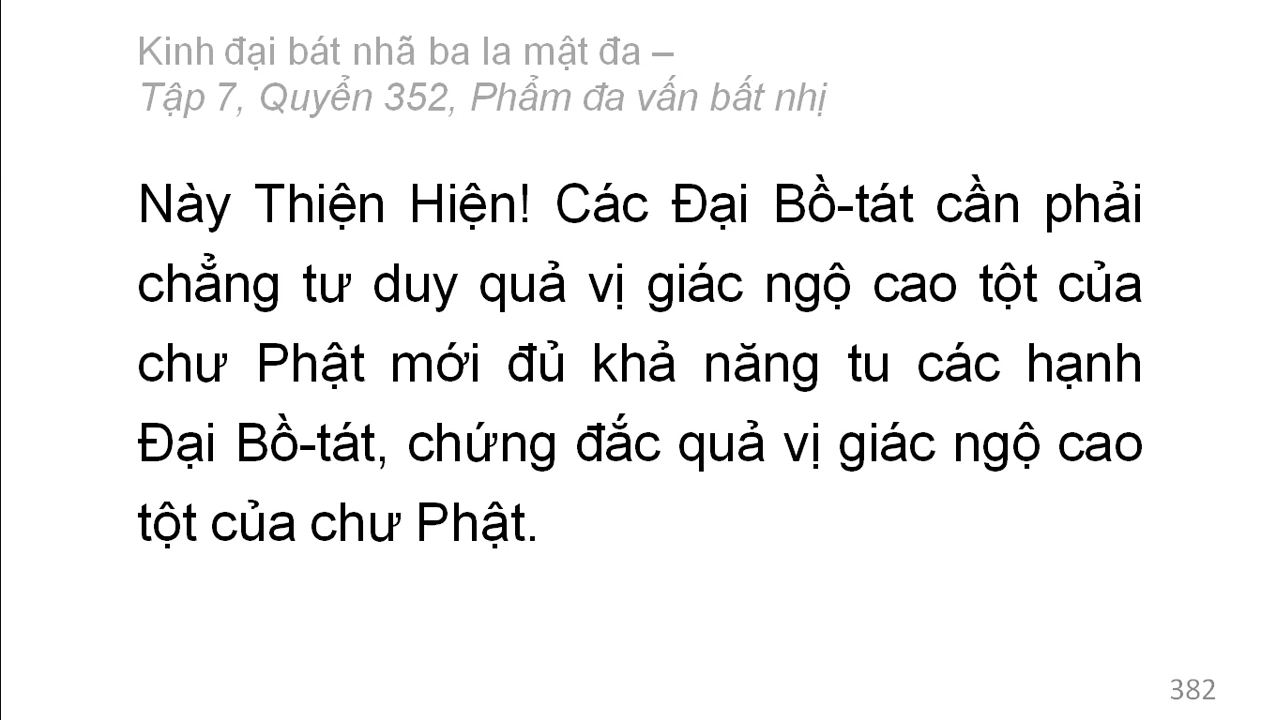 Kinh đại bát nhã ba la mật đa –
Tập 7, Quyển 352, Phẩm đa vấn bất nhị
Này Thiện Hiện! Các Đại Bồ-tát cần phải
chẳng tư duy quả vị giác ngộ cao tột của
chư Phật mới đủ khả năng tu các hạnh
Đại Bồ-tát, chứng đắc quả vị giác ngộ cao
tột của chư Phật.
382